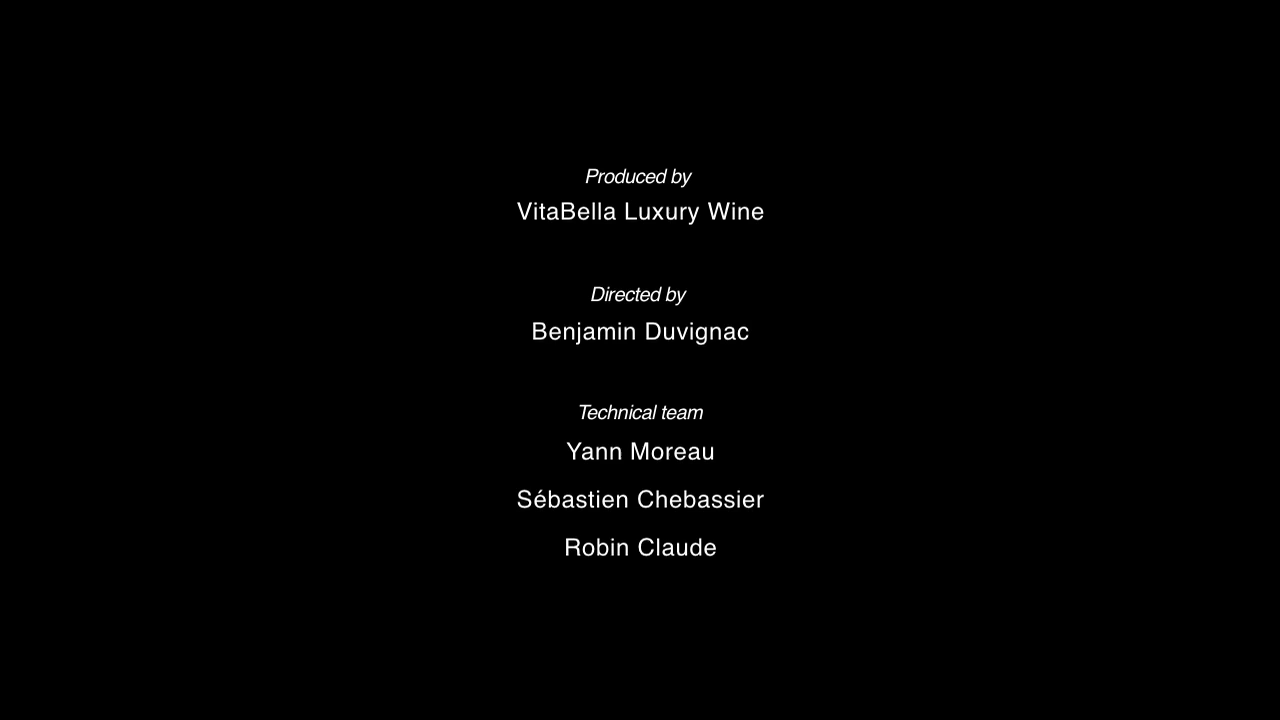 Produced by
VitaBella Luxury Wine
Directed by
Benjamin Duvignac
Technical team
Yann Moreau
Sébastien Chebassier
Robin Claude